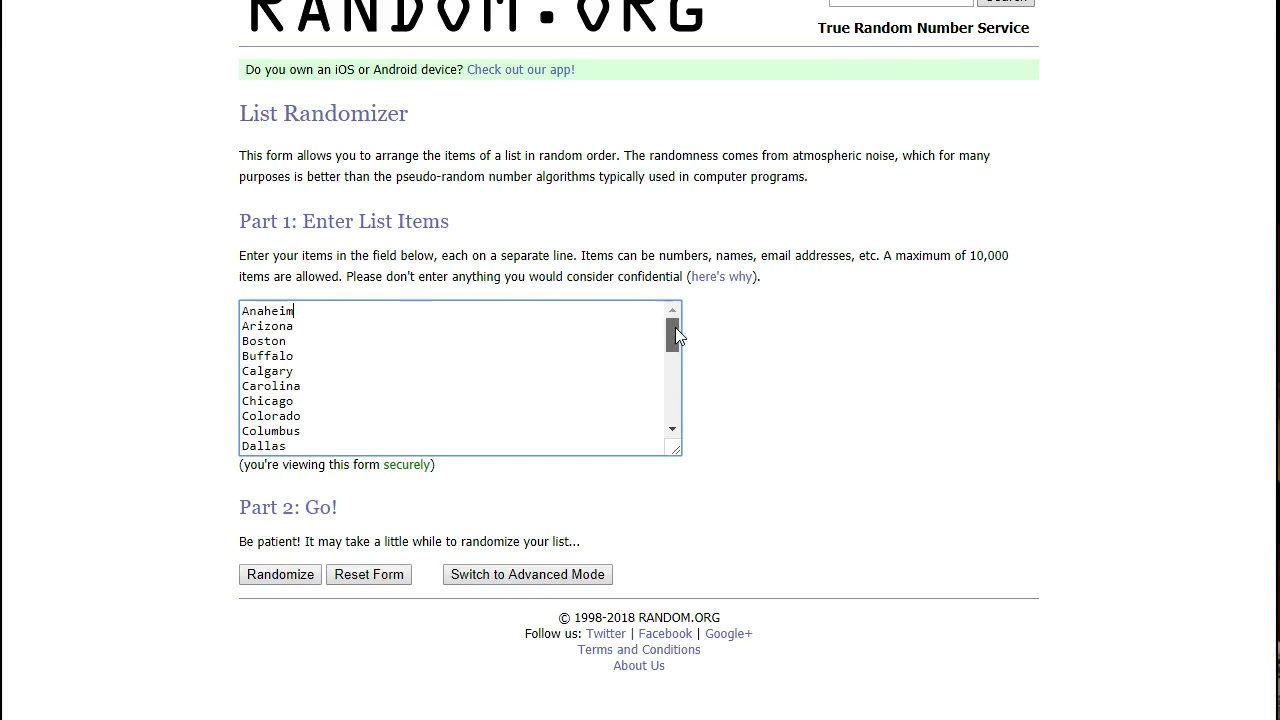 RANDOM.ORG
Search
True Random Number Service
Do you own an iOS or Android device? Check out our app!
List Randomizer
This form allows you to arrange the items of a list in random order. The randomness comes from atmospheric noise, which for many
purposes is better than the pseudo-random number algorithms typically used in computer programs.
Part 1: Enter List Items
Enter your items in the field below, each on a separate line. Items can be numbers, names, email addresses, etc. A maximum of 10,000
items are allowed. Please don't enter anything you would consider confidential (here's why).
Anaheim
Arizona
Boston
Buffalo
Calgary
Carolina
Chicago
Colorado
Columbus
Dallas
(you're viewing this form securely)
Part 2: Go!
Be patient! It may take a little while to randomize your list...
Randomize Reset Form Switch to Advanced Mode
© 1998-2018 RANDOM.ORG
Follow us: Twitter | Facebook | Google+
Terms and Conditions
About Us